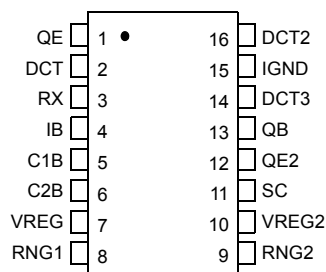 QE 1 16 DCT2
DCT 2 15 IGND
RX 3 14 DCT3
IB 4 13 QB
C1B 5 12 QE2
C2B 6 11 SC
VREG 7 10 VREG2
RNG1 8 9 RNG2